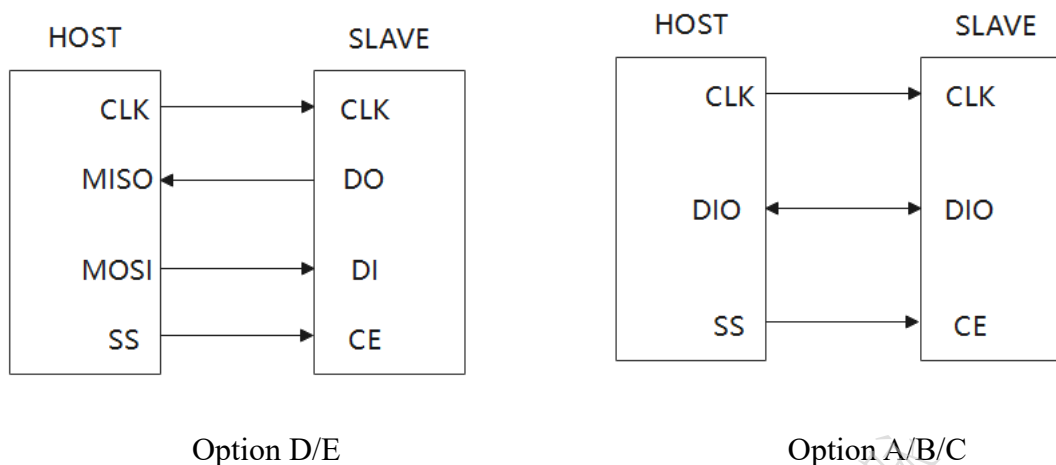 HOST
SLAVE
CLK
CLK
MISO
DO
MOSI
DI
SS
CE
Option D/E
HOST
SLAVE
CLK
CLK
DIO
DIO
SS
CE
Option A/B/C